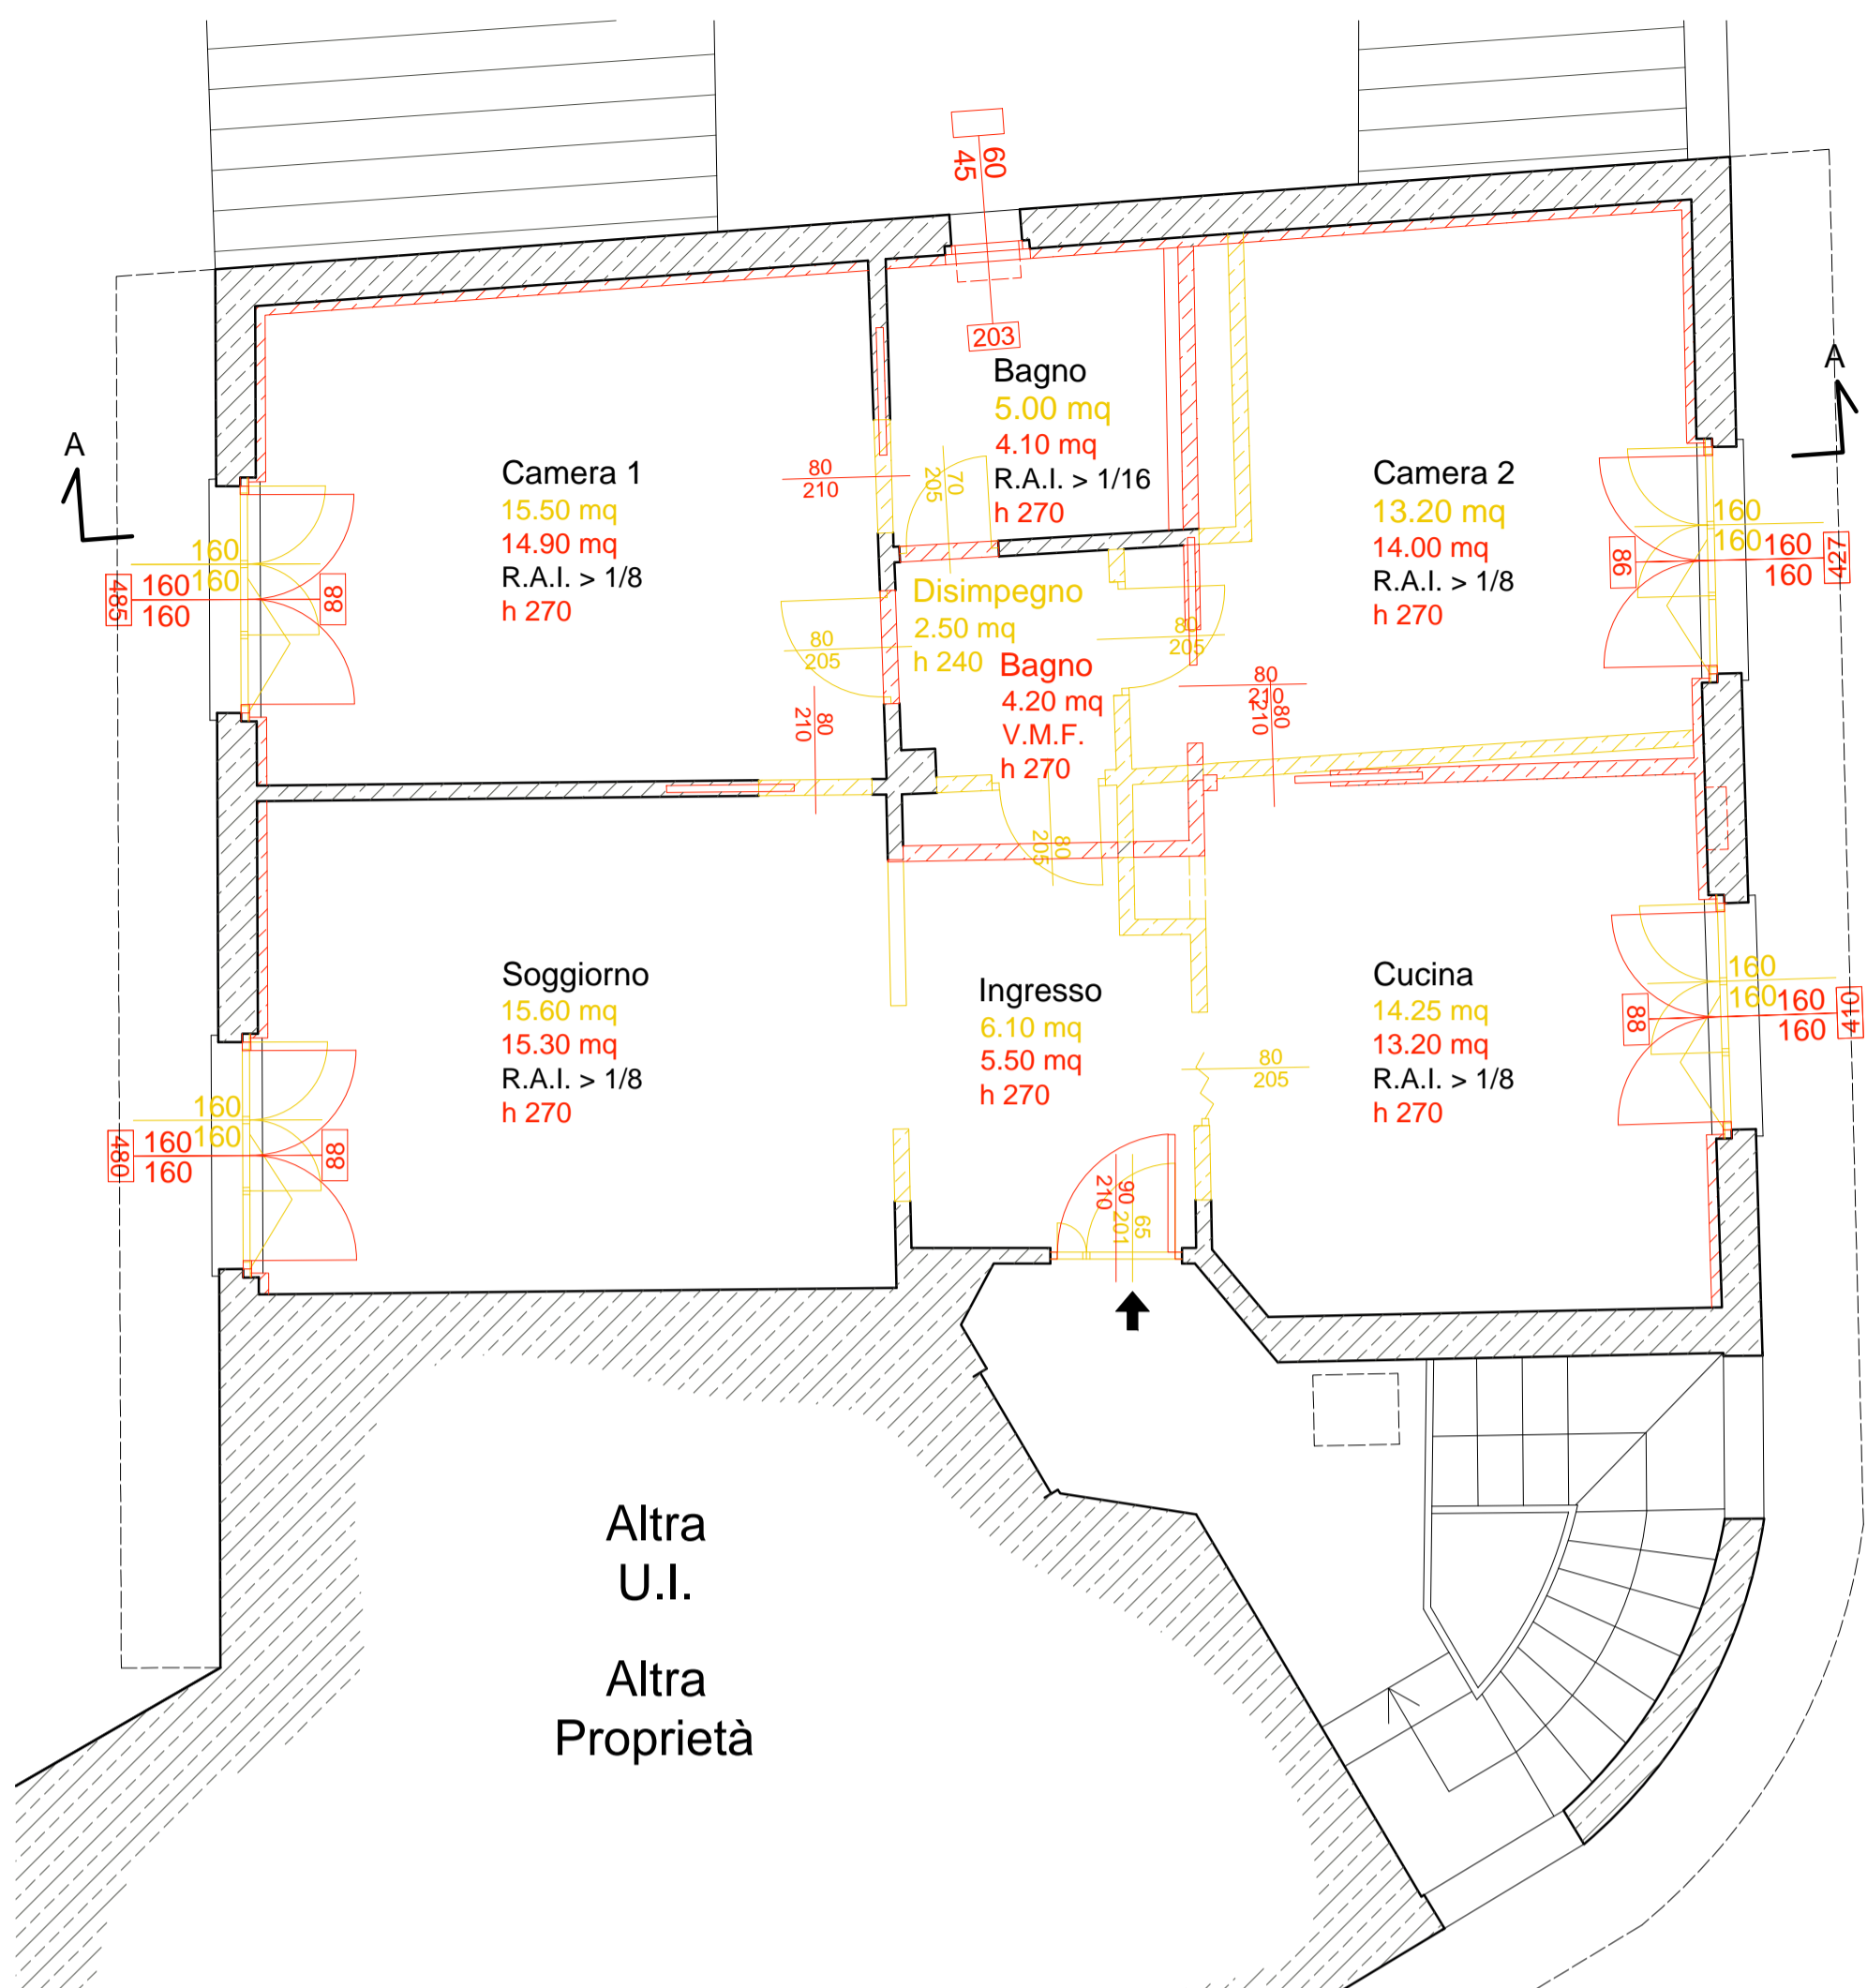 60
45
203
A
A
Bagno
5.00 mq
4.10 mq
R.A.I. > 1/16
h 270
Camera 1
15.50 mq
14.90 mq
R.A.I. > 1/8
h 270
80
210
70
205
Camera 2
13.20 mq
14.00 mq
R.A.I. > 1/8
h 270
160
160
485
160
160
88
160
160
86
160
160
427
Disimpegno
2.50 mq
h 240
80
205
80
205
Bagno
4.20 mq
V.M.F.
h 270
80
210
80
210
80
210
80
205
Soggiorno
15.60 mq
15.30 mq
R.A.I. > 1/8
h 270
Ingresso
6.10 mq
5.50 mq
h 270
Cucina
14.25 mq
13.20 mq
R.A.I. > 1/8
h 270
160
160
88
160
160
410
80
205
160
160
480
160
160
88
90
210
65
201
Altra
U.I.
Altra
Proprietà